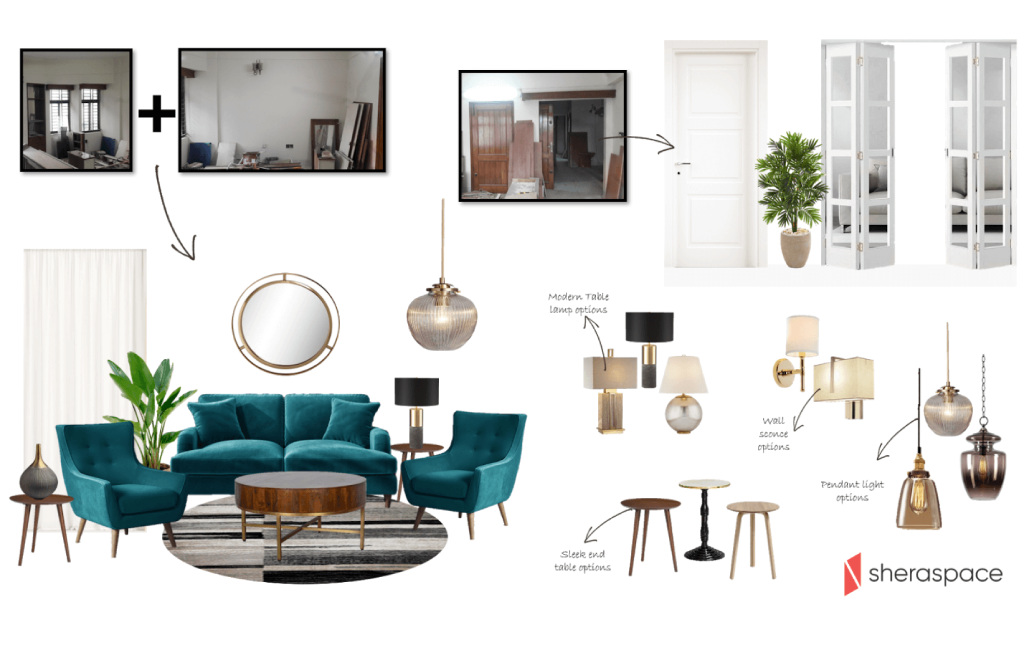 Modern Table
lamp options
Wall
sconce
options
Pendant light
options
Sleek end
table options
sheraspace